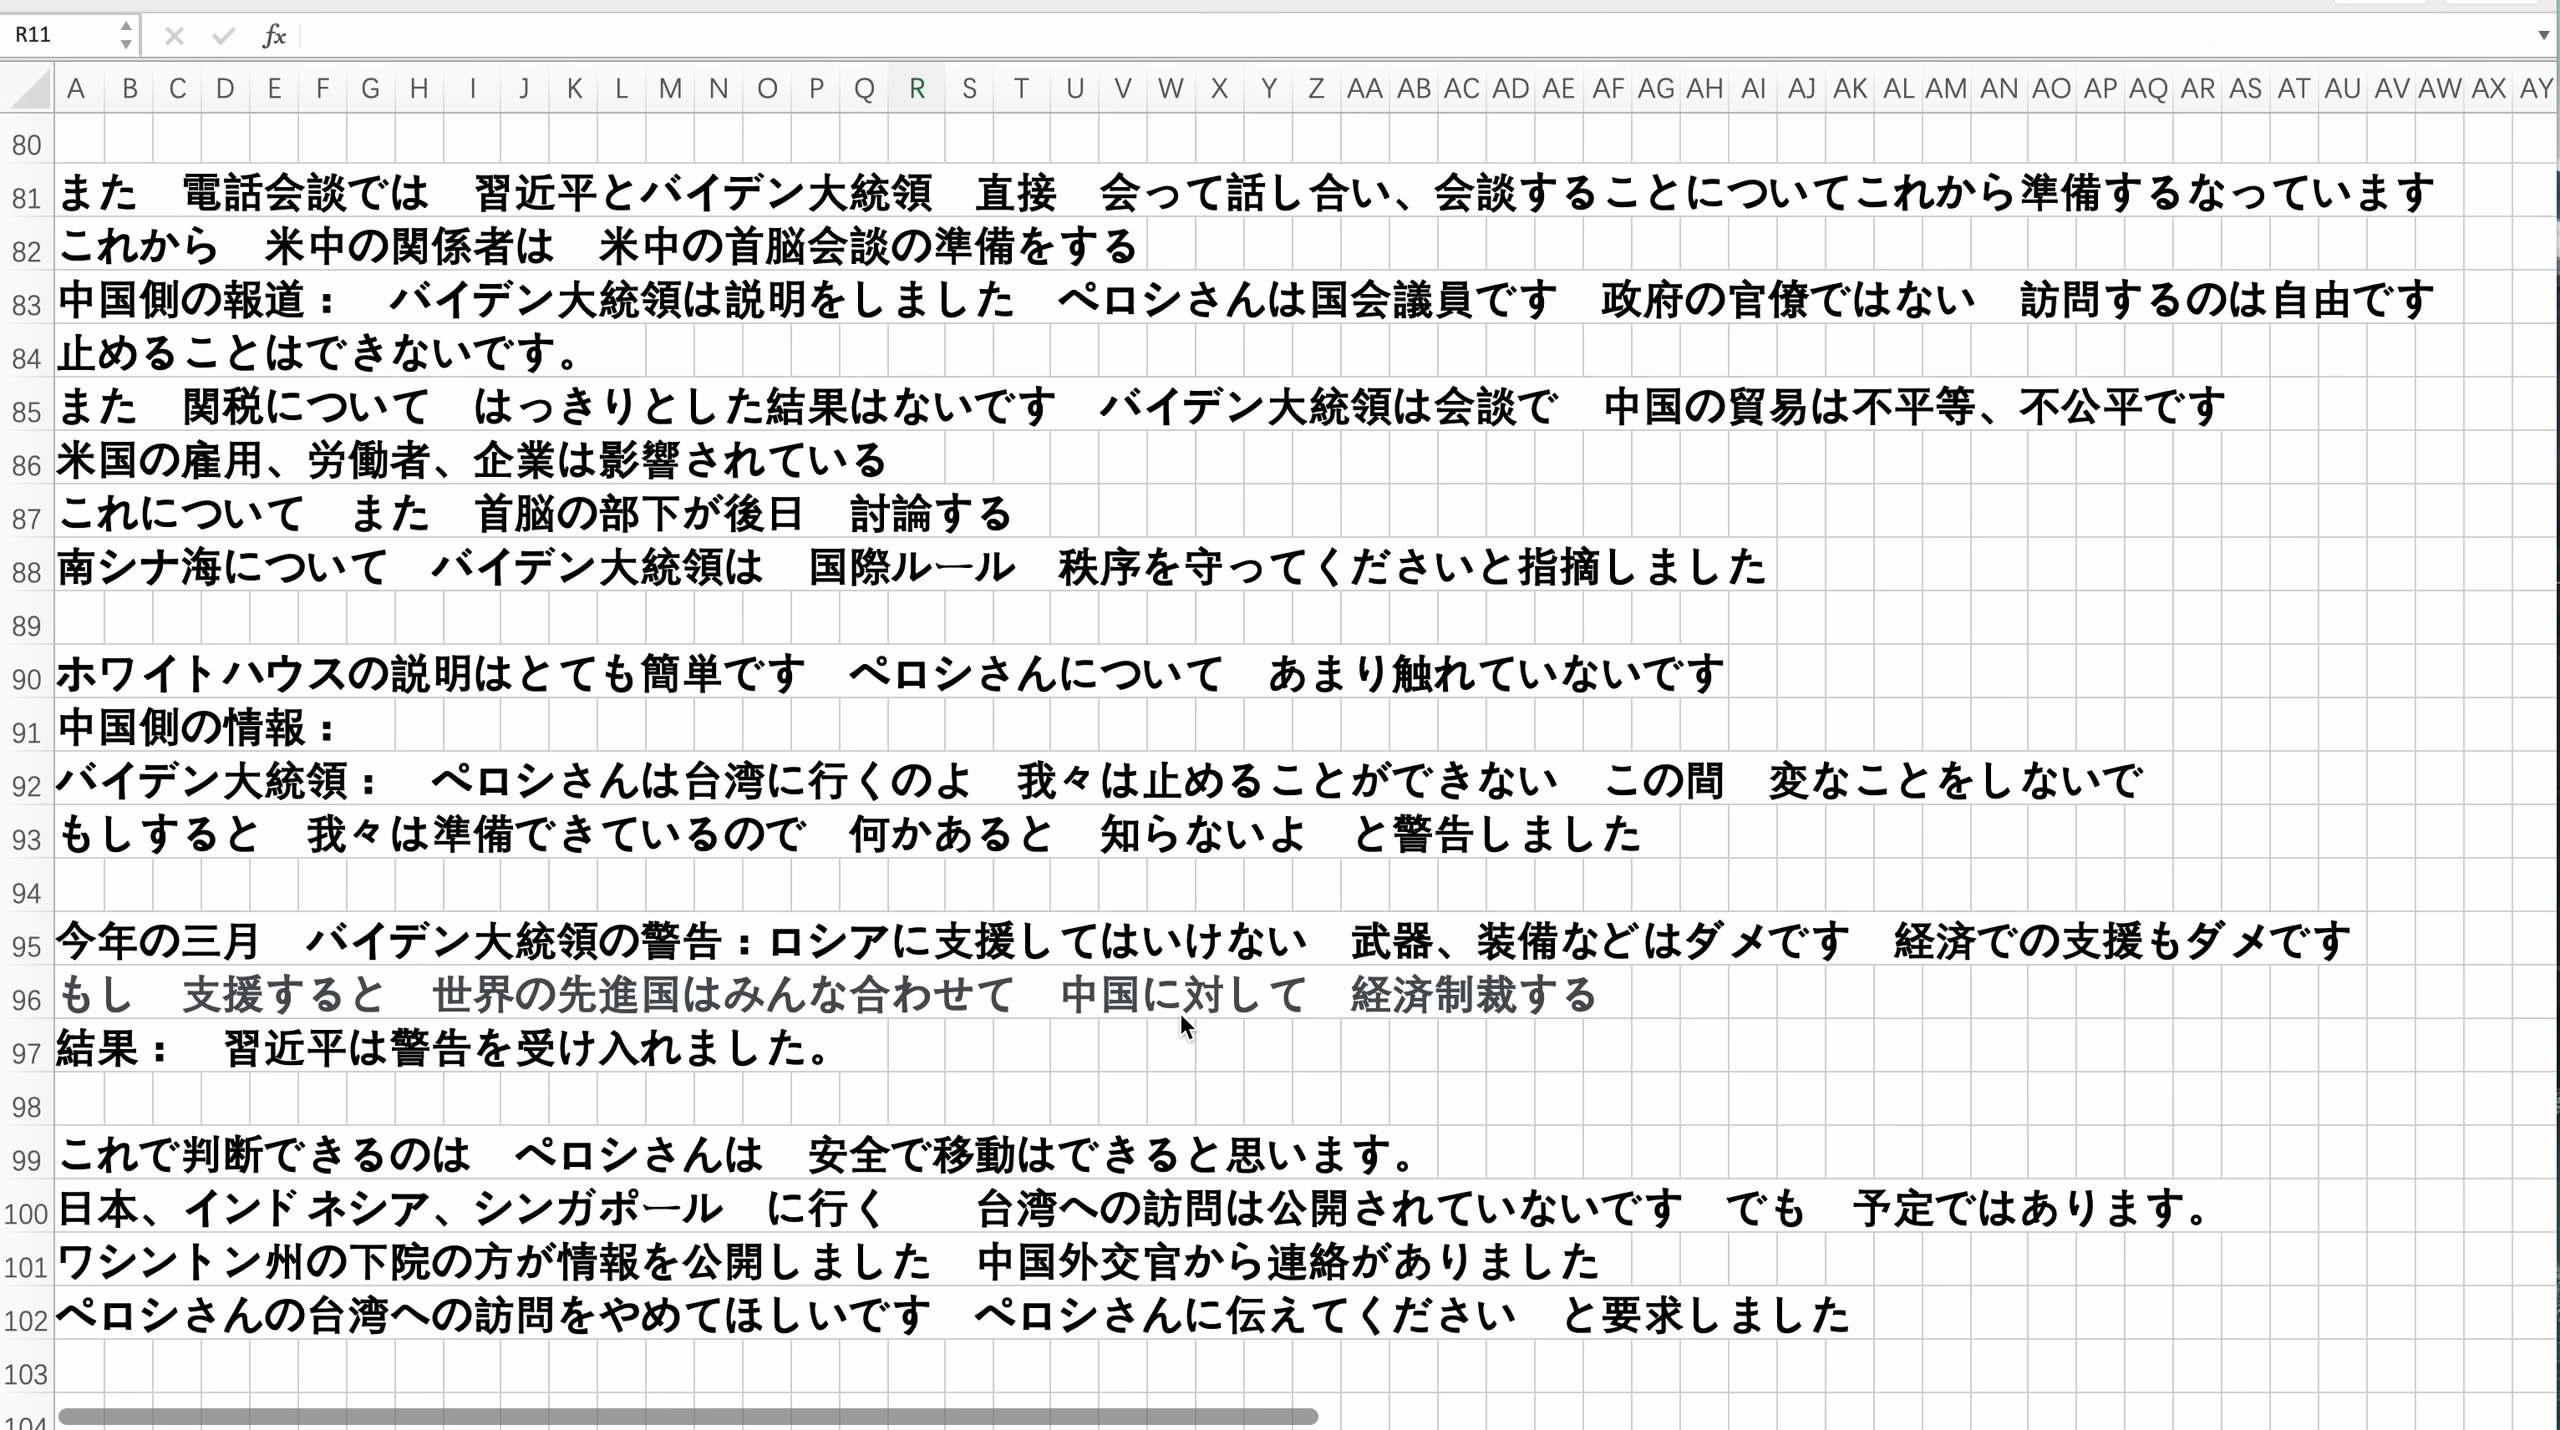 R11 fx
A B C D E F G H I J K L M N O P Q R S T U V W X Y Z AA AB AC AD AE AF AG AH AI AJ AK AL AM AN AO AP AQ AR AS AT AU AV AW AX AY
80
81 また　電話会談では　習近平とバイデン大統領　直接　会って話し合い、会談することについてこれから準備するなっています
82 これから　米中の関係者は　米中の首脳会談の準備をする
83 中国側の報道：　バイデン大統領は説明をしました　ペロシさんは国会議員です　政府の官僚ではない　訪問するのは自由です
84 止めることはできないです。
85 また　関税について　はっきりとした結果はないです　バイデン大統領は会談で　中国の貿易は不平等、不公平です
86 米国の雇用、労働者、企業は影響されている
87 これについて　また　首脳の部下が後日　討論する
88 南シナ海について　バイデン大統領は　国際ルール　秩序を守ってくださいと指摘しました
89
90 ホワイトハウスの説明はとても簡単です　ペロシさんについて　あまり触れていないです
91 中国側の情報：
92 バイデン大統領：　ペロシさんは台湾に行くのよ　我々は止めることができない　この間　変なことをしないで
93 もしすると　我々は準備できているので　何かあると　知らないよ　と警告しました
94
95 今年の三月　バイデン大統領の警告：ロシアに支援してはいけない　武器、装備などはダメです　経済での支援もダメです
96 もし　支援すると　世界の先進国はみんな合わせて　中国に対して　経済制裁する
97 結果：　習近平は警告を受け入れました。
98
99 これで判断できるのは　ペロシさんは　安全で移動はできると思います。
100 日本、インドネシア、シンガポール　に行く　　台湾への訪問は公開されていないです　でも　予定ではあります。
101 ワシントン州の下院の方が情報を公開しました　中国外交官から連絡がありました
102 ペロシさんの台湾への訪問をやめてほしいです　ペロシさんに伝えてください　と要求しました
103
104